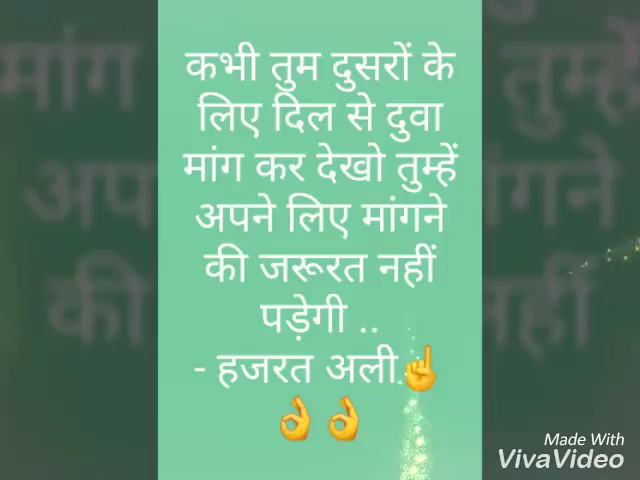 कभी तुम दुसरों के
लिए दिल से दुवा
मांग कर देखो तुम्हें
अपने लिए मांगने
की जरूरत नहीं
पड़ेगी ..
- हजरत अली☝️
👌👌
Made With
VivaVideo